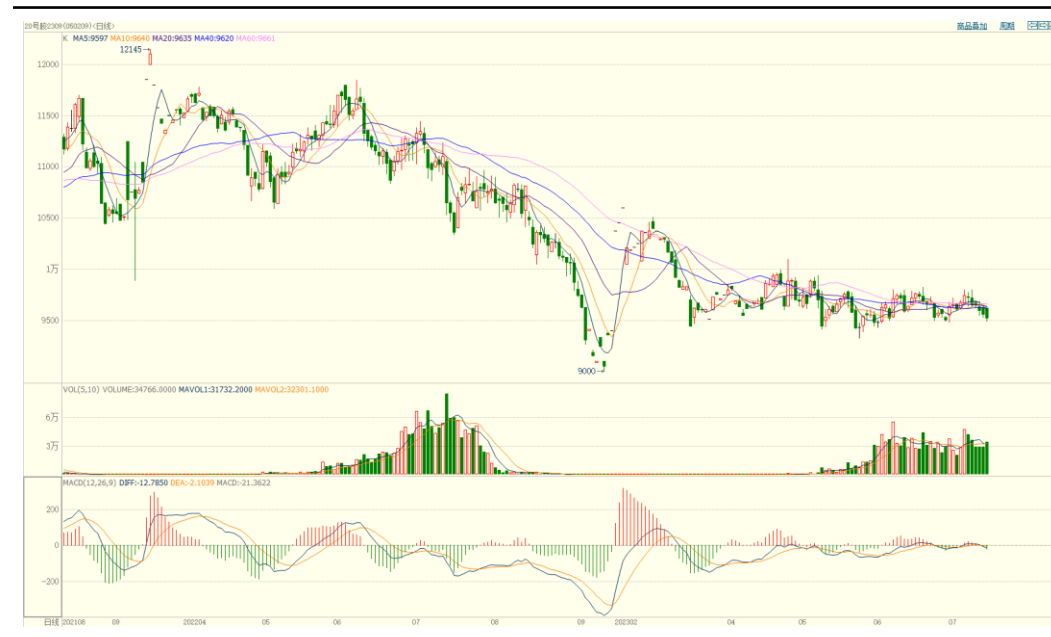 20号胶2309(050209)<日线>
商品叠加 周期
K MA5:9597 MA10:9640 MA20:9635 MA40:9620 MA60:9661
12145→
12000
11500
11000
10500
1万
9500
9000→
VOL(5,10) VOLUME:34766.0000 MAVOL1:31732.2000 MAVOL2:32301.1000
6万
3万
MACD(12,26,9) DIFF:-12.7850 DEA:-2.1039 MACD:-21.3622
200
0
-200
日线 202108 09 202204 05 06 07 08 09 202302 04 05 06 07